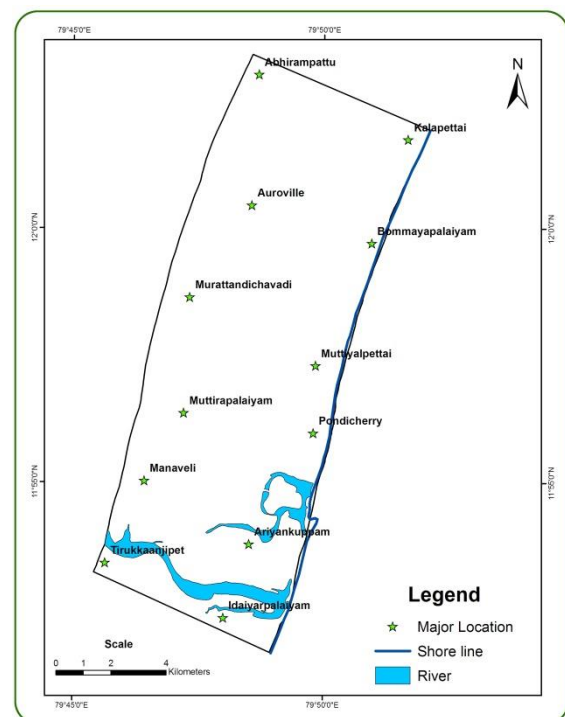 79°45'0"E 79°50'0"E
Abhirampattu
N
Kalapettai
Auroville
12°0'0"N 12°0'0"N
Bommayapalaiyam
Murattandichavadi
Muttiyalpettai
Muttirapalaiyam
Pondicherry
Manaveli
11°55'0"N 11°55'0"N
Ariyankuppam
Tirukkaanjipet
Idaiyarpalaiyam
Legend
Major Location
Shore line
River
Scale
0 1 2 4
Kilometers
79°45'0"E 79°50'0"E